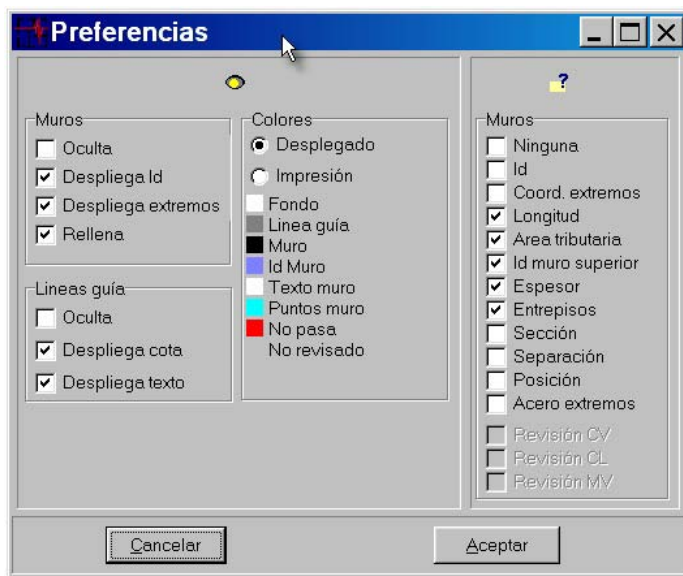 Preferencias
?
Muros
Oculta
Despliega Id
Despliega extremos
Rellena
Lineas guía
Oculta
Despliega cota
Despliega texto
Colores
Desplegado
Impresión
Fondo
Linea guía
Muro
Id Muro
Texto muro
Puntos muro
No pasa
No revisado
Muros
Ninguna
Id
Coord. extremos
Longitud
Area tributaria
Id muro superior
Espesor
Entrepisos
Sección
Separación
Posición
Acero extremos
Revisión CV
Revisión CL
Revisión MV
Cancelar
Aceptar